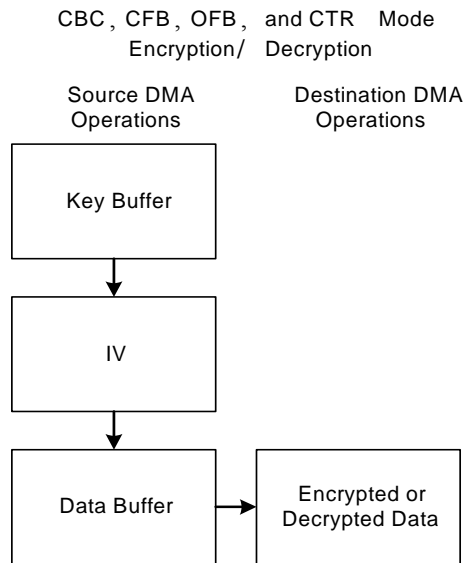 CBC, CFB, OFB, and CTR Mode
Encryption/ Decryption
Source DMA
Operations
Destination DMA
Operations
Key Buffer
IV
Data Buffer
Encrypted or
Decrypted Data